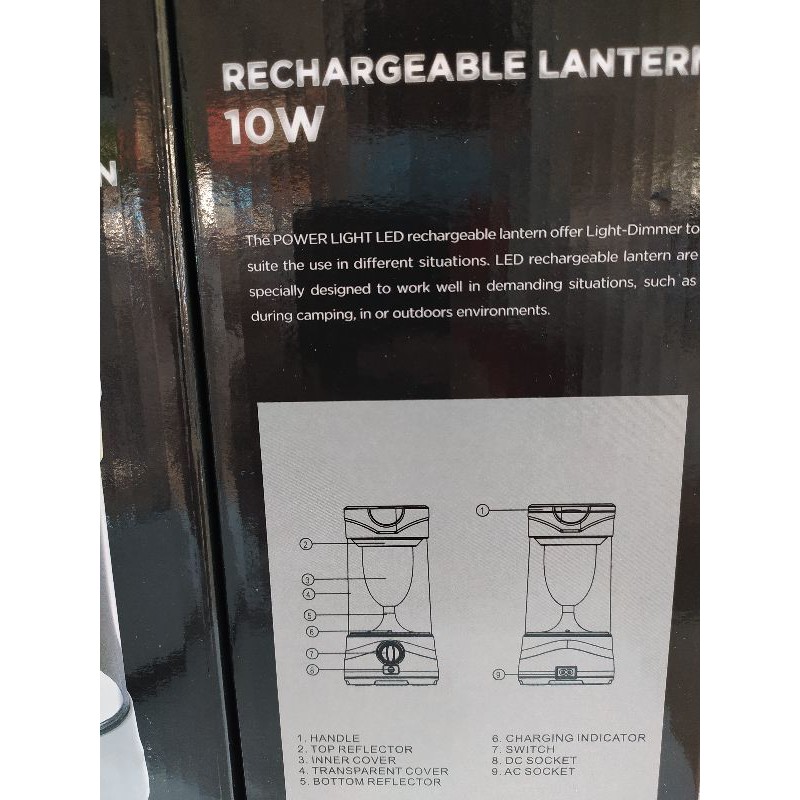 RECHARGEABLE LANTERN
10W
N
The POWER LIGHT LED rechargeable lantern offer Light-Dimmer to
suite the use in different situations. LED rechargeable lantern are
specially designed to work well in demanding situations, such as
during camping, in or outdoors environments.
1
2
3
4
5
6
7
8
9
1. HANDLE
2. TOP REFLECTOR
3. INNER COVER
4. TRANSPARENT COVER
5. BOTTOM REFLECTOR
6. CHARGING INDICATOR
7. SWITCH
8. DC SOCKET
9. AC SOCKET